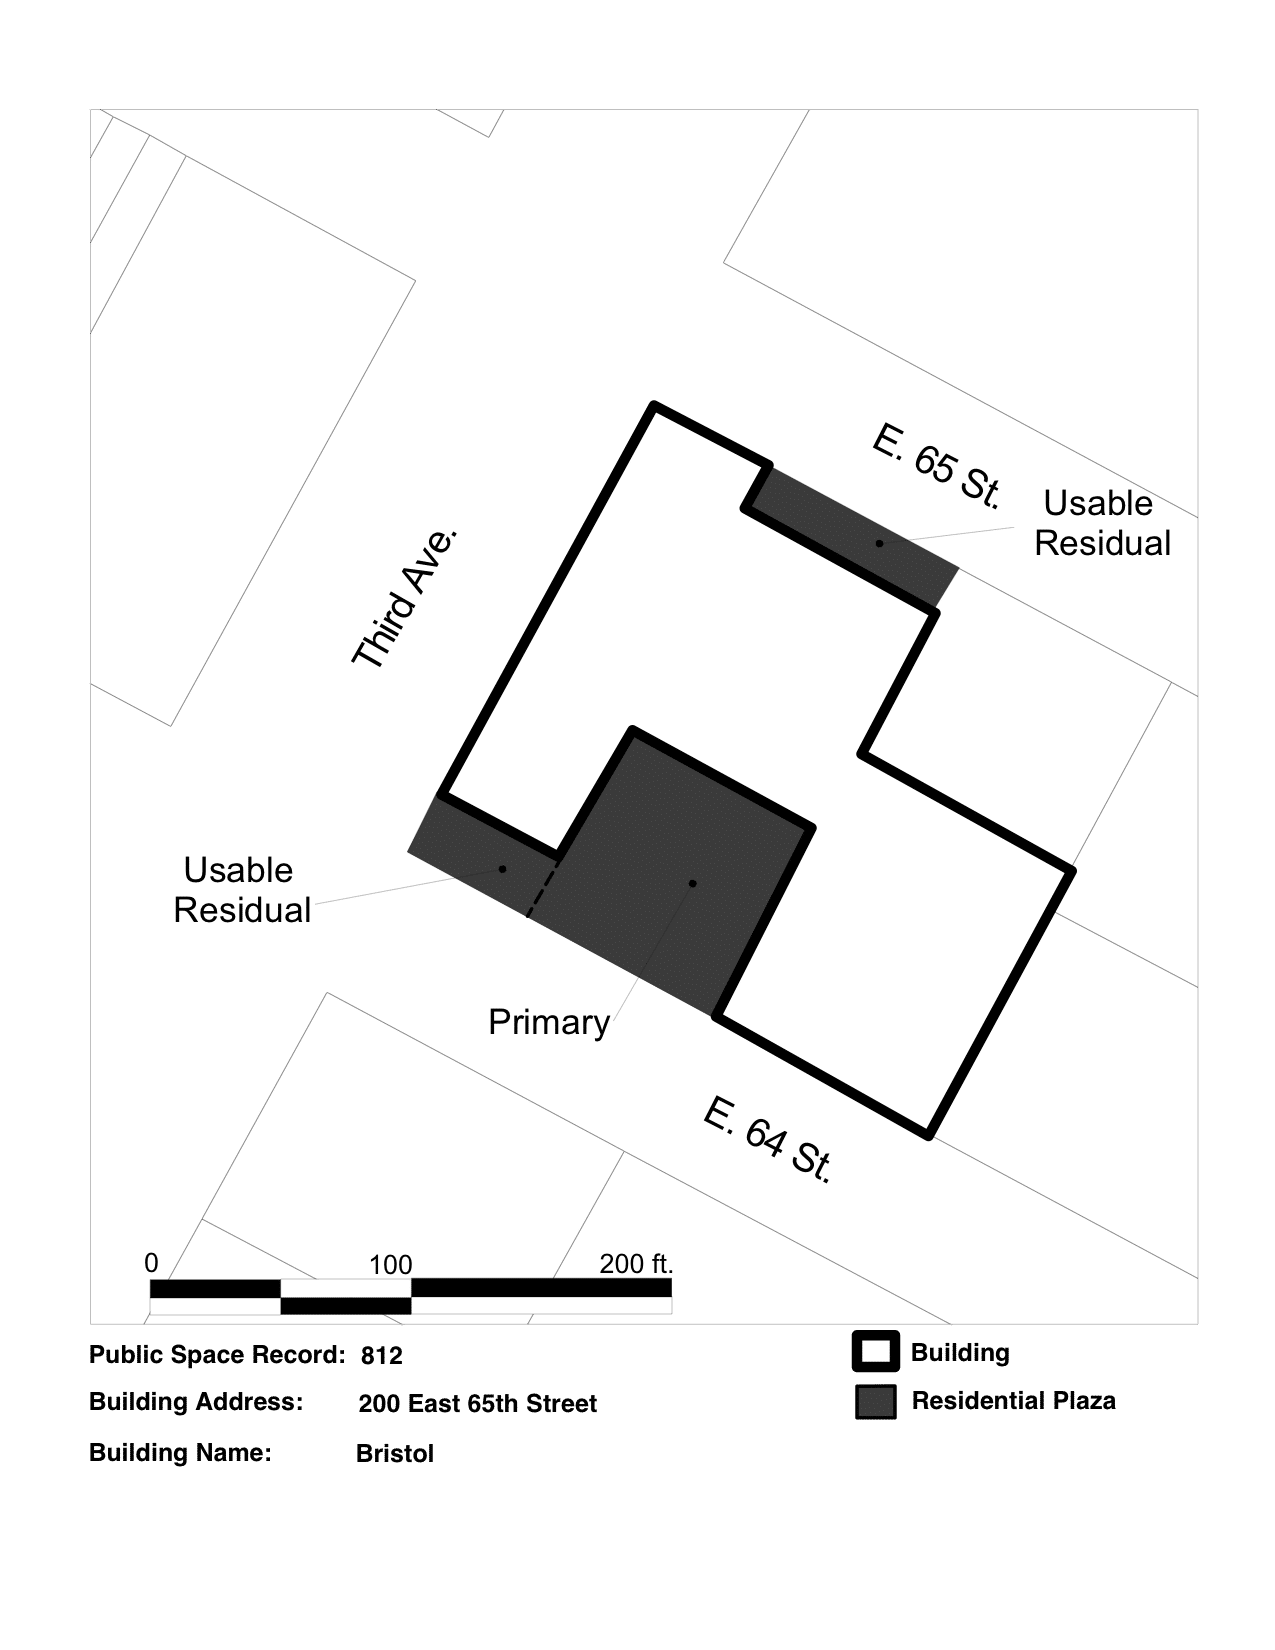 E. 65 St.
Usable
Residual
Third Ave.
Usable
Residual
Primary
E. 64 St.
0 100 200 ft.
Public Space Record: 812
Building Address: 200 East 65th Street
Building Name: Bristol
Building
Residential Plaza